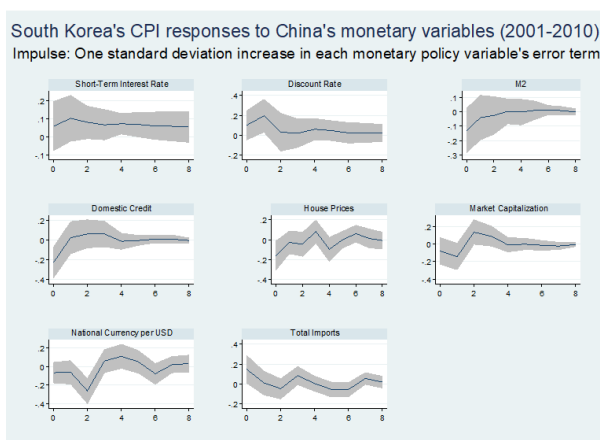 South Korea's CPI responses to China's monetary variables (2001-2010)
Impulse: One standard deviation increase in each monetary policy variable's error term
Short-Term Interest Rate
Discount Rate
M2
.2
.1
0
-.1
0 2 4 6 8
.4
.2
0
-.2
0 2 4 6 8
.1
0
-.1
-.2
-.3
0 2 4 6 8
Domestic Credit
House Prices
Market Capitalization
.2
0
-.2
-.4
0 2 4 6 8
.2
0
-.2
-.4
0 2 4 6 8
.2
0
-.2
-.4
0 2 4 6 8
National Currency per USD
Total Imports
.2
0
-.2
-.4
0 2 4 6 8
.4
.2
0
-.2
0 2 4 6 8